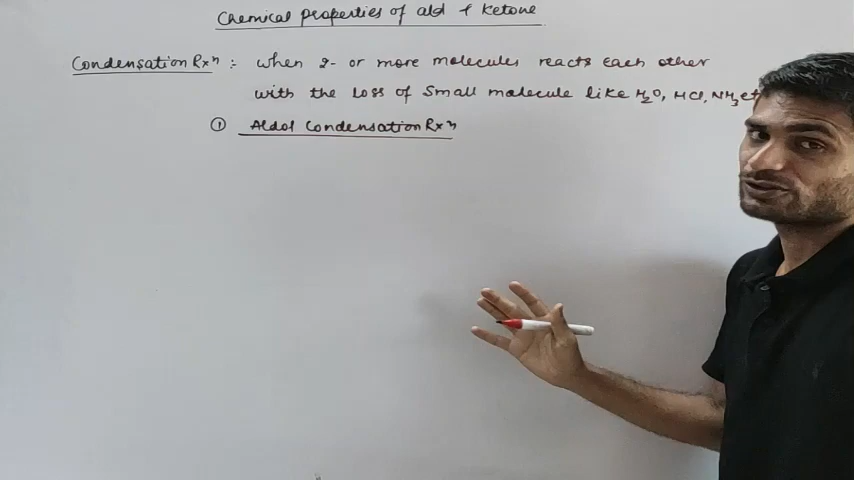 Chemical properties of ald & Ketone
Condensation Rxⁿ :- when 2- or more molecules reacts each other
with the Loss of Small molecule like H₂O, HCl, NH₃ et
① Aldol Condensation Rxⁿ